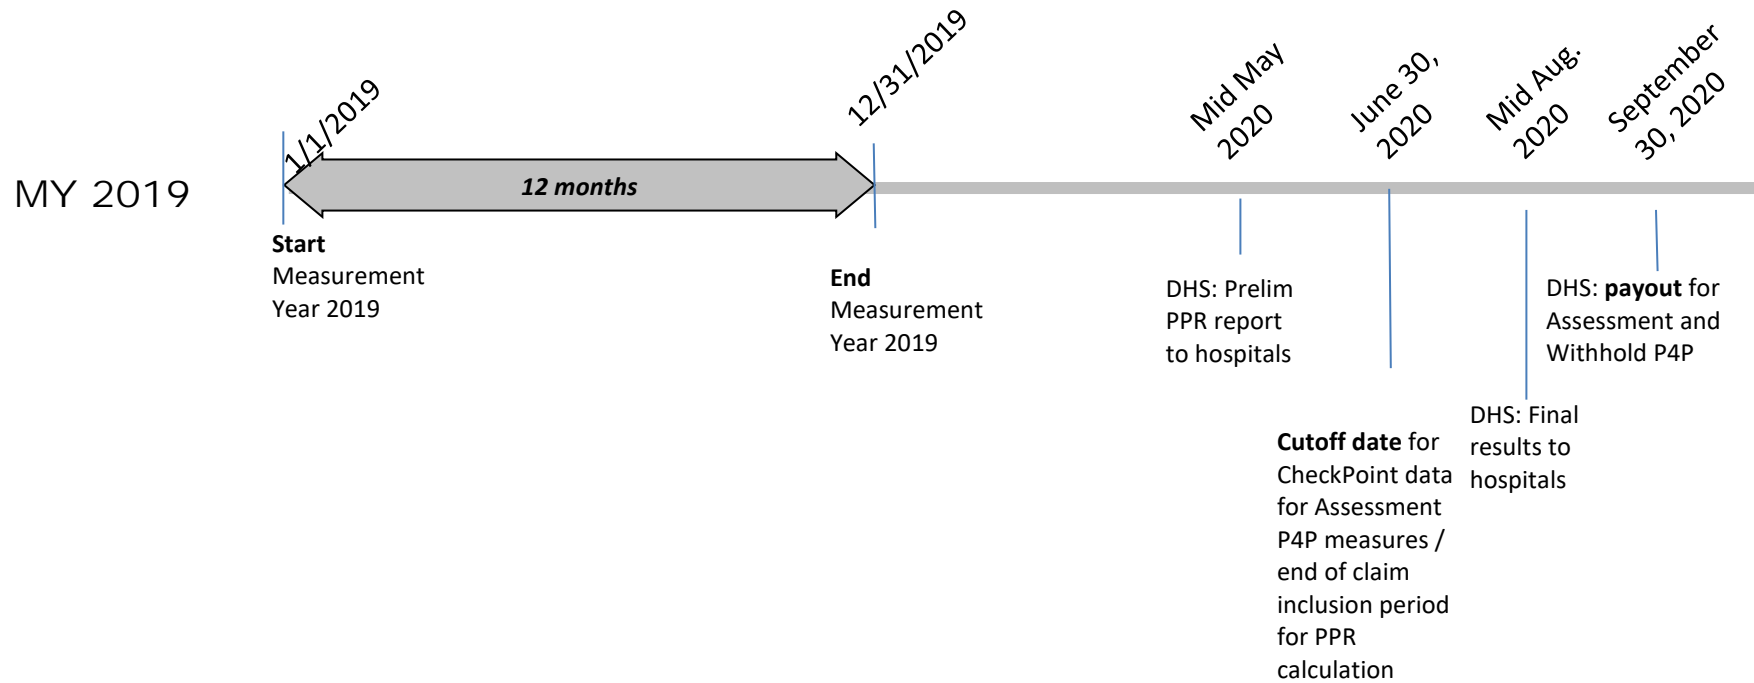 1/1/2019
12/31/2019
Mid May
2020
June 30,
2020
Mid Aug.
2020
September
30, 2020
MY 2019
12 months
Start
Measurement
Year 2019
End
Measurement
Year 2019
DHS: Prelim
PPR report
to hospitals
Cutoff date for
CheckPoint data
for Assessment
P4P measures /
end of claim
inclusion period
for PPR
calculation
DHS: Final
results to
hospitals
DHS: payout for
Assessment and
Withhold P4P